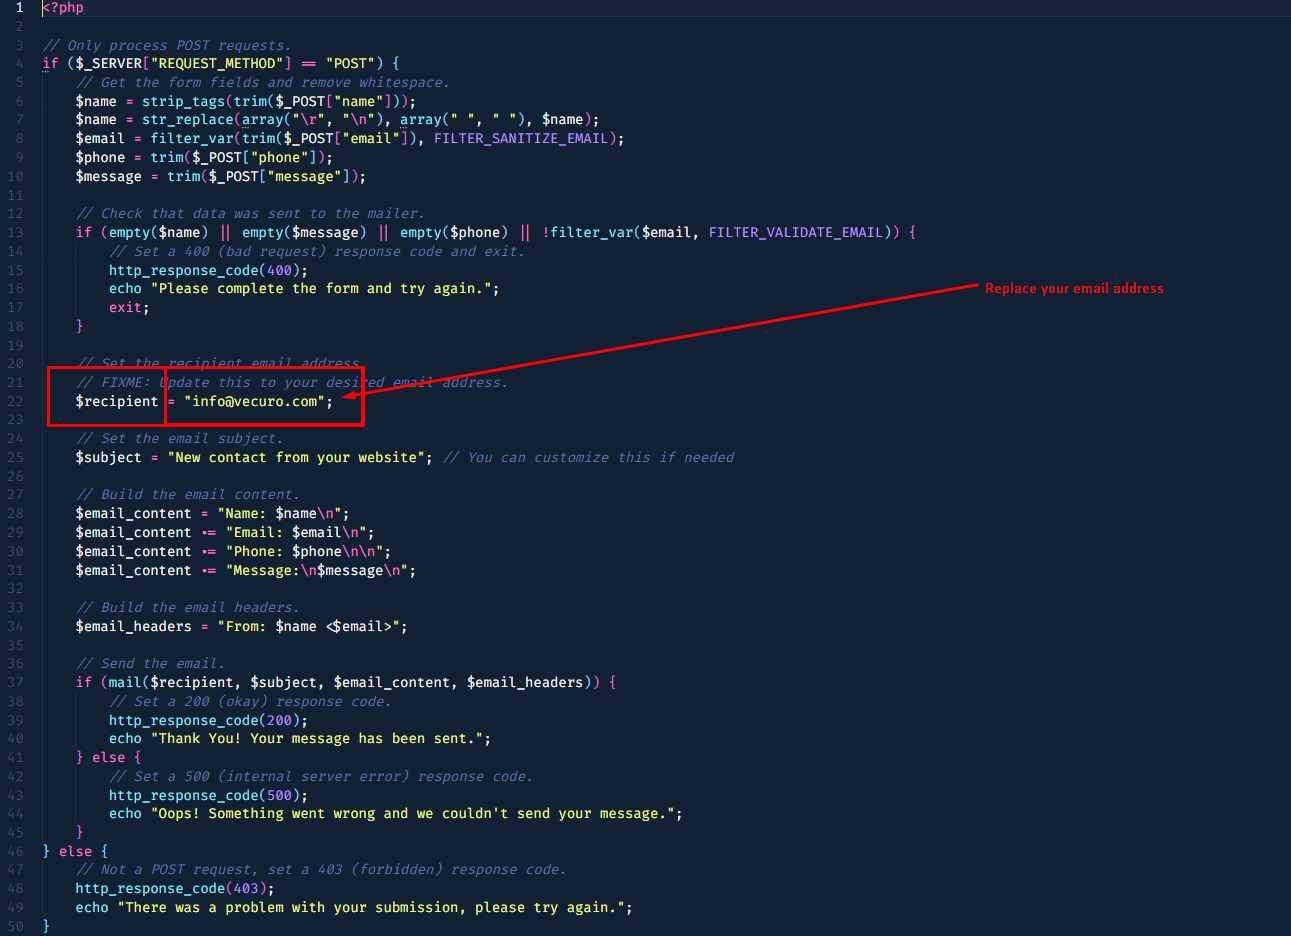 1 <?php
2
3 // Only process POST requests.
4 if ($_SERVER["REQUEST_METHOD"] == "POST") {
5 // Get the form fields and remove whitespace.
6 $name = strip_tags(trim($_POST["name"]));
7 $name = str_replace(array("\r", "\n"), array(" ", " "), $name);
8 $email = filter_var(trim($_POST["email"]), FILTER_SANITIZE_EMAIL);
9 $phone = trim($_POST["phone"]);
10 $message = trim($_POST["message"]);
11
12 // Check that data was sent to the mailer.
13 if (empty($name) || empty($message) || empty($phone) || !filter_var($email, FILTER_VALIDATE_EMAIL)) {
14 // Set a 400 (bad request) response code and exit.
15 http_response_code(400);
16 echo "Please complete the form and try again.";
17 exit;
18 }
Replace your email address
19
20 // Set the recipient email address.
21 // FIXME: Update this to your desired email address.
22 $recipient = "info@vecuro.com";
23
24 // Set the email subject.
25 $subject = "New contact from your website"; // You can customize this if needed
26
27 // Build the email content.
28 $email_content = "Name: $name\n";
29 $email_content .= "Email: $email\n";
30 $email_content .= "Phone: $phone\n\n";
31 $email_content .= "Message:\n$message\n";
32
33 // Build the email headers.
34 $email_headers = "From: $name <$email>";
35
36 // Send the email.
37 if (mail($recipient, $subject, $email_content, $email_headers)) {
38 // Set a 200 (okay) response code.
39 http_response_code(200);
40 echo "Thank You! Your message has been sent.";
41 } else {
42 // Set a 500 (internal server error) response code.
43 http_response_code(500);
44 echo "Oops! Something went wrong and we couldn't send your message.";
45 }
46 } else {
47 // Not a POST request, set a 403 (forbidden) response code.
48 http_response_code(403);
49 echo "There was a problem with your submission, please try again.";
50 }